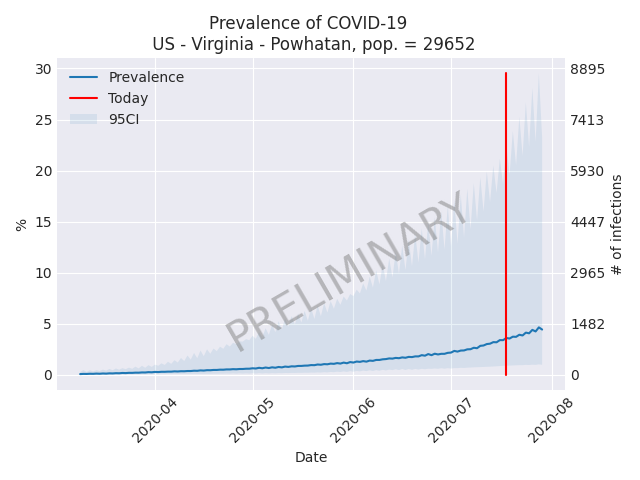 Prevalence of COVID-19
US - Virginia - Powhatan, pop. = 29652
Prevalence
Today
95CI
PRELIMINARY
30
25
20
15
10
5
0
%
8895
7413
5930
4447
2965
1482
0
# of infections
2020-04
2020-05
2020-06
2020-07
2020-08
Date